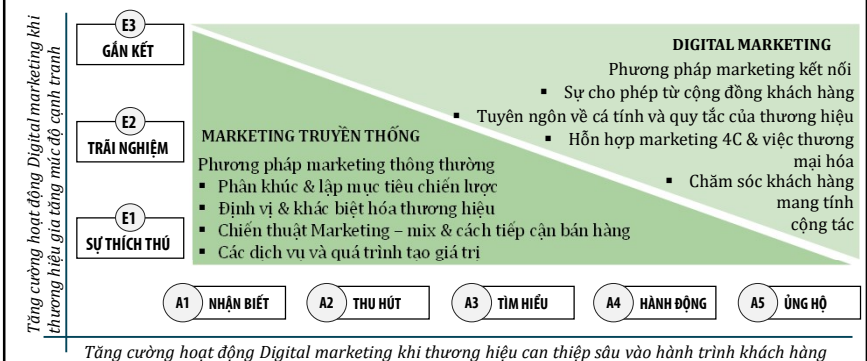 Tăng cường hoạt động Digital marketing khi
thương hiệu gia tăng mức độ cạnh tranh
E3
GẮN KẾT
E2
TRÃI NGHIỆM
E1
SỰ THÍCH THÚ
DIGITAL MARKETING
Phương pháp marketing kết nối
▪ Sự cho phép từ cộng đồng khách hàng
▪ Tuyên ngôn về cá tính và quy tắc của thương hiệu
▪ Hỗn hợp marketing 4C & việc thương
mại hóa
▪ Chăm sóc khách hàng
mang tính
cộng tác
MARKETING TRUYỀN THỐNG
Phương pháp marketing thông thường
▪ Phân khúc & lập mục tiêu chiến lược
▪ Định vị & khác biệt hóa thương hiệu
▪ Chiến thuật Marketing – mix & cách tiếp cận bán hàng
▪ Các dịch vụ và quá trình tạo giá trị
A1 NHẬN BIẾT
A2 THU HÚT
A3 TÌM HIỂU
A4 HÀNH ĐỘNG
A5 ỦNG HỘ
Tăng cường hoạt động Digital marketing khi thương hiệu can thiệp sâu vào hành trình khách hàng